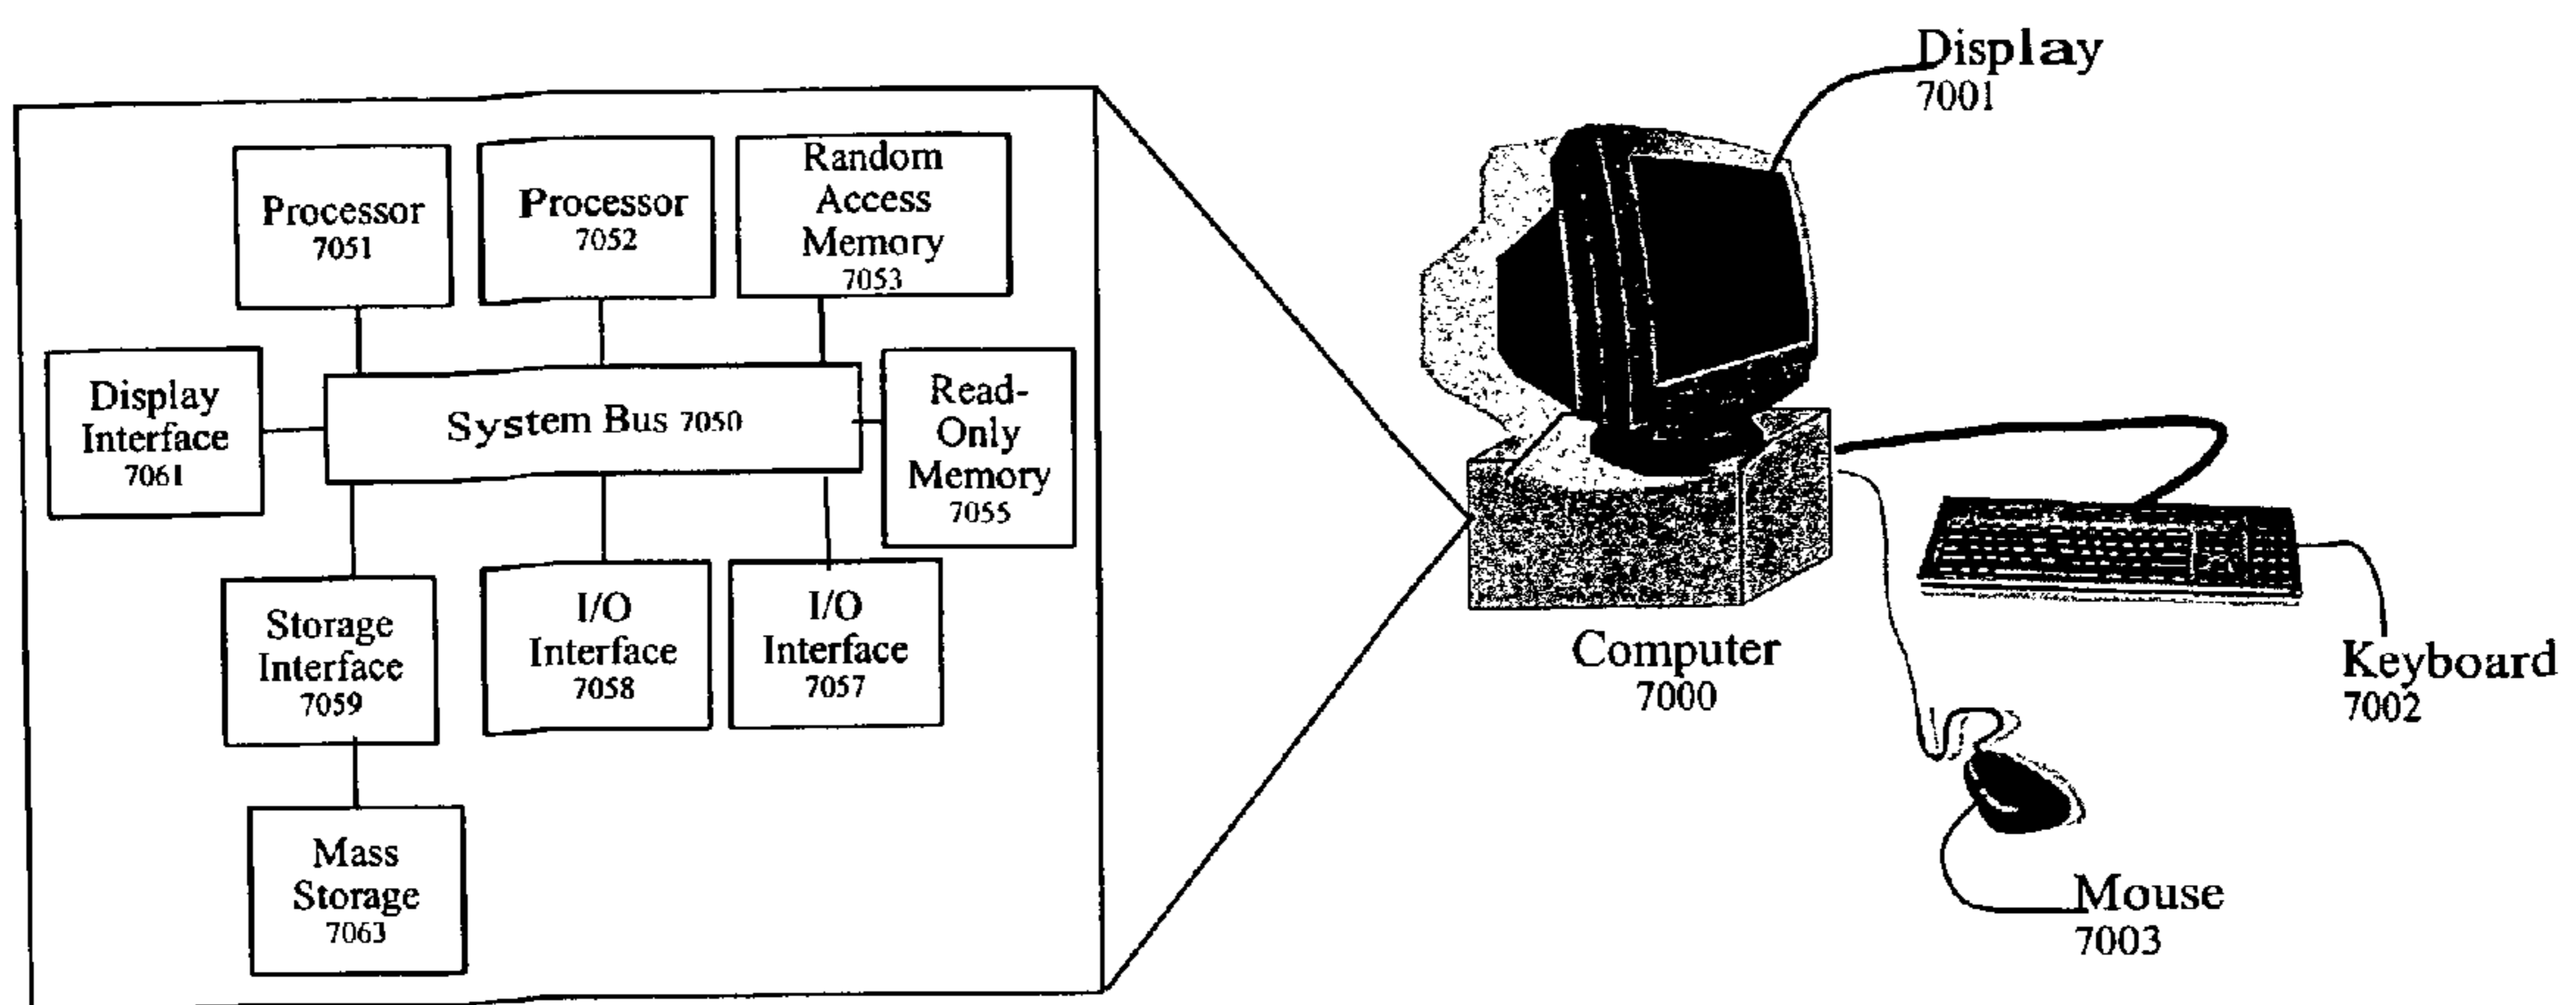 Display
7001
Processor
7051
Processor
7052
Random
Access
Memory
7053
Display
Interface
7061
System Bus 7050
Read-
Only
Memory
7055
Storage
Interface
7059
I/O
Interface
7058
I/O
Interface
7057
Mass
Storage
7063
Computer
7000
Keyboard
7002
Mouse
7003